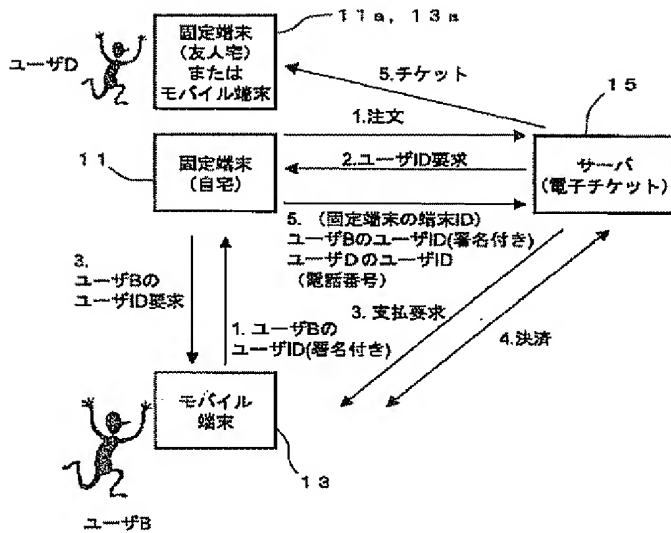 11a, 13a
ユーザD
固定端末
(友人宅)
または
モバイル端末
5.チケット
15
1.注文
11
固定端末
(自宅)
2.ユーザID要求
サーバ
(電子チケット)
5. (固定端末の端末ID)
ユーザBのユーザID(署名付き)
ユーザDのユーザID
(電話番号)
3.
ユーザBの
ユーザID要求
1. ユーザBの
ユーザID(署名付き)
3. 支払要求
4.決済
モバイル
端末
13
ユーザB